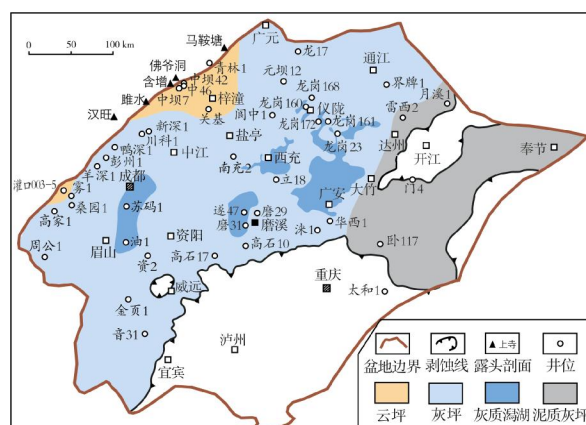 0 50 100 km
马鞍塘
广元
龙17
佛爷洞
青林1
通江
含增
中坝42
元坝12
中46
界牌1
雎水
中坝7
梓潼
龙岗168
月溪1
汉旺
关基
阆中1
龙岗160
仪陇
雷西2
新深1
龙岗172
龙岗161
川科1
盐亭
达州
鸭深1
中江
龙岗23
开江
奉节
彭州1
南充2
西充
羊深1
成都
立18
大竹
门4
灌口003-5
雾1
广安
桑园1
苏码1
遂47
磨29
华西1
高家1
磨31
磨溪
涞1
油1
资阳
高石10
卧117
周公1
眉山
资2
高石17
威远
重庆
太和1
金页1
音31
泸州
宜宾
上寺
盆地边界 剥蚀线 露头剖面 井位
云坪 灰坪 灰质潟湖 泥质灰坪